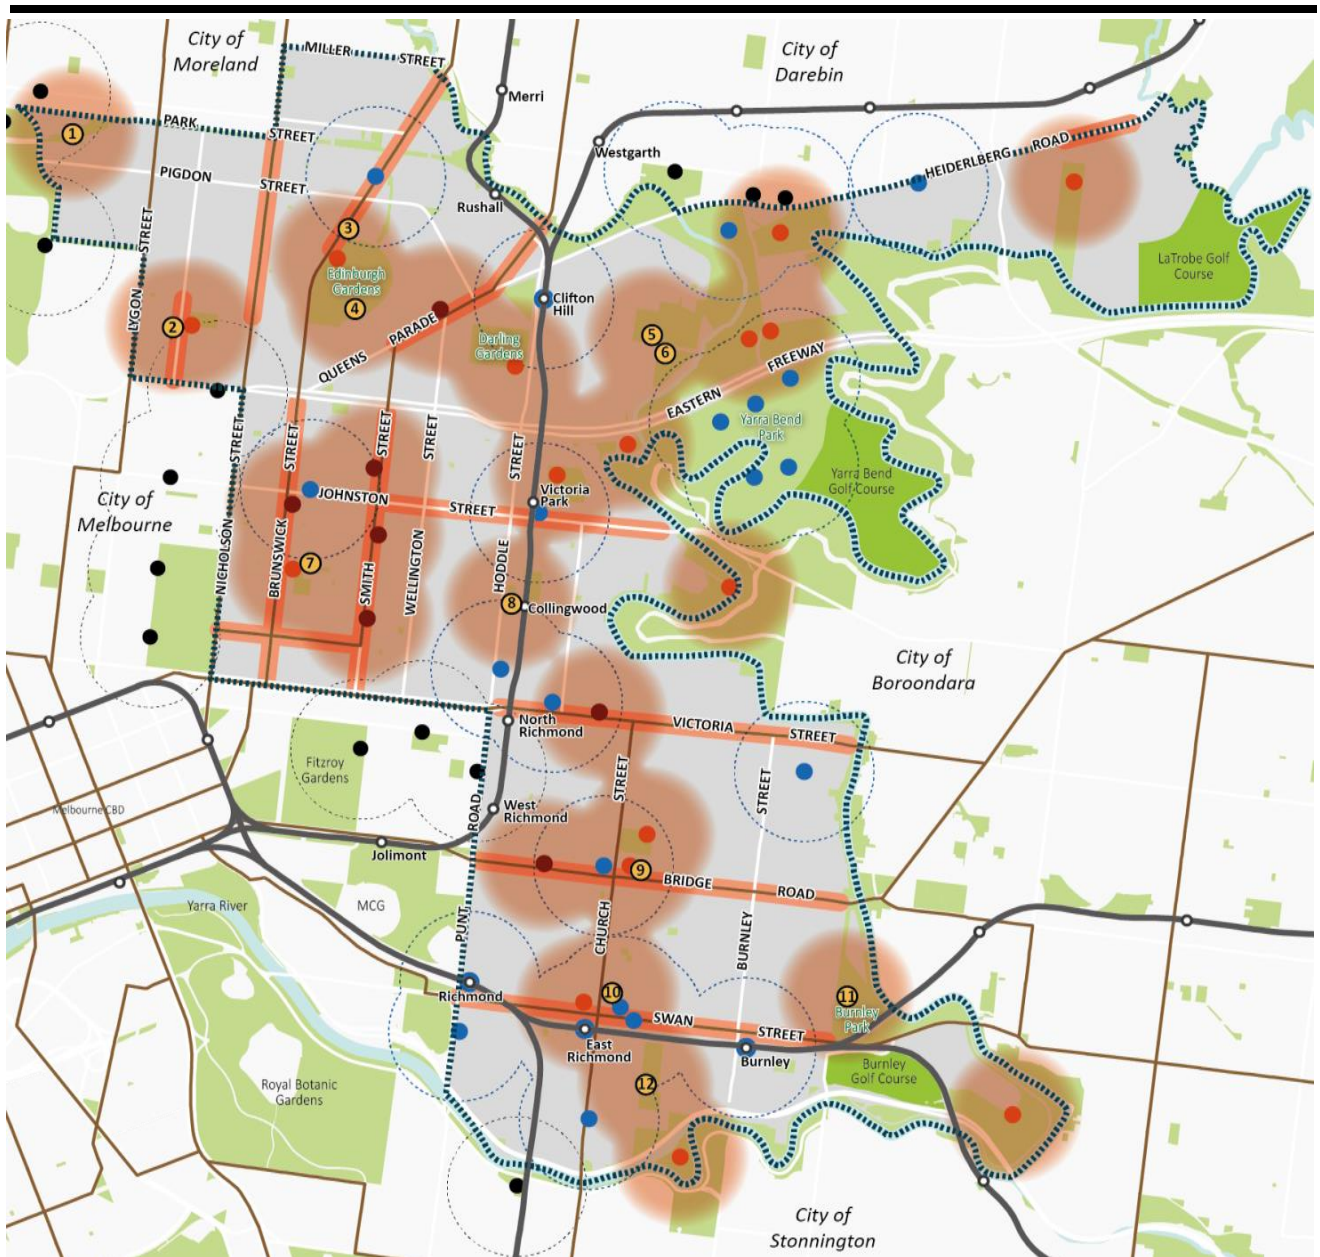 City of
Moreland
MILLER
STREET
City of
Darebin
Merri
1
PARK
STREET
Westgarth
HEIDERLBERG
ROAD
PIGDON
STREET
Rushall
3
STREET
LYGON
Edinburgh
Gardens
4
LaTrobe Golf
Course
Clifton
Hill
2
QUEENS
PARADE
Darling
Gardens
5
6
EASTERN
FREEWAY
Yarra Bend
Park
Yarra Bend
Golf Course
STREET
STREET
STREET
STREET
STREET
City of
Melbourne
JOHNSTON
STREET
Victoria
Park
NICHOLSON
BRUNSWICK
SMITH
WELLINGTON
HODDLE
7
8
Collingwood
City of
Boroondara
North
Richmond
VICTORIA
STREET
Fitzroy
Gardens
STREET
STREET
Melbourne CBD
ROAD
West
Richmond
Jolimont
9
BRIDGE
ROAD
Yarra River
MCG
PUNT
CHURCH
BURNLEY
Richmond
10
SWAN
STREET
11
Burnley
Park
East
Richmond
Burnley
Burnley
Golf Course
Royal Botanic
Gardens
12
City of
Stonnington